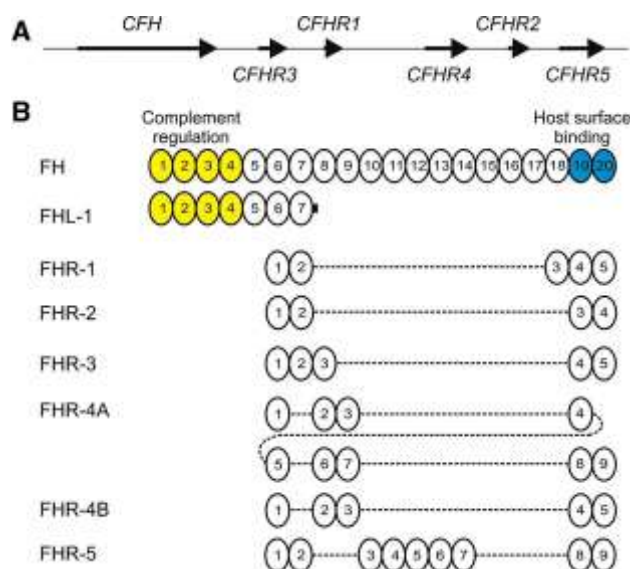 A
CFH
CFHR1
CFHR2
CFHR3
CFHR4
CFHR5
B
Complement
regulation
Host surface
binding
FH
1 2 3 4 5 6 7 8 9 10 11 12 13 14 15 16 17 18 19 20
FHL-1
1 2 3 4 5 6 7
FHR-1
1 2 3 4 5
FHR-2
1 2 3 4
FHR-3
1 2 3 4 5
FHR-4A
1 2 3 4
5 6 7 8 9
FHR-4B
1 2 3 4 5
FHR-5
1 2 3 4 5 6 7 8 9